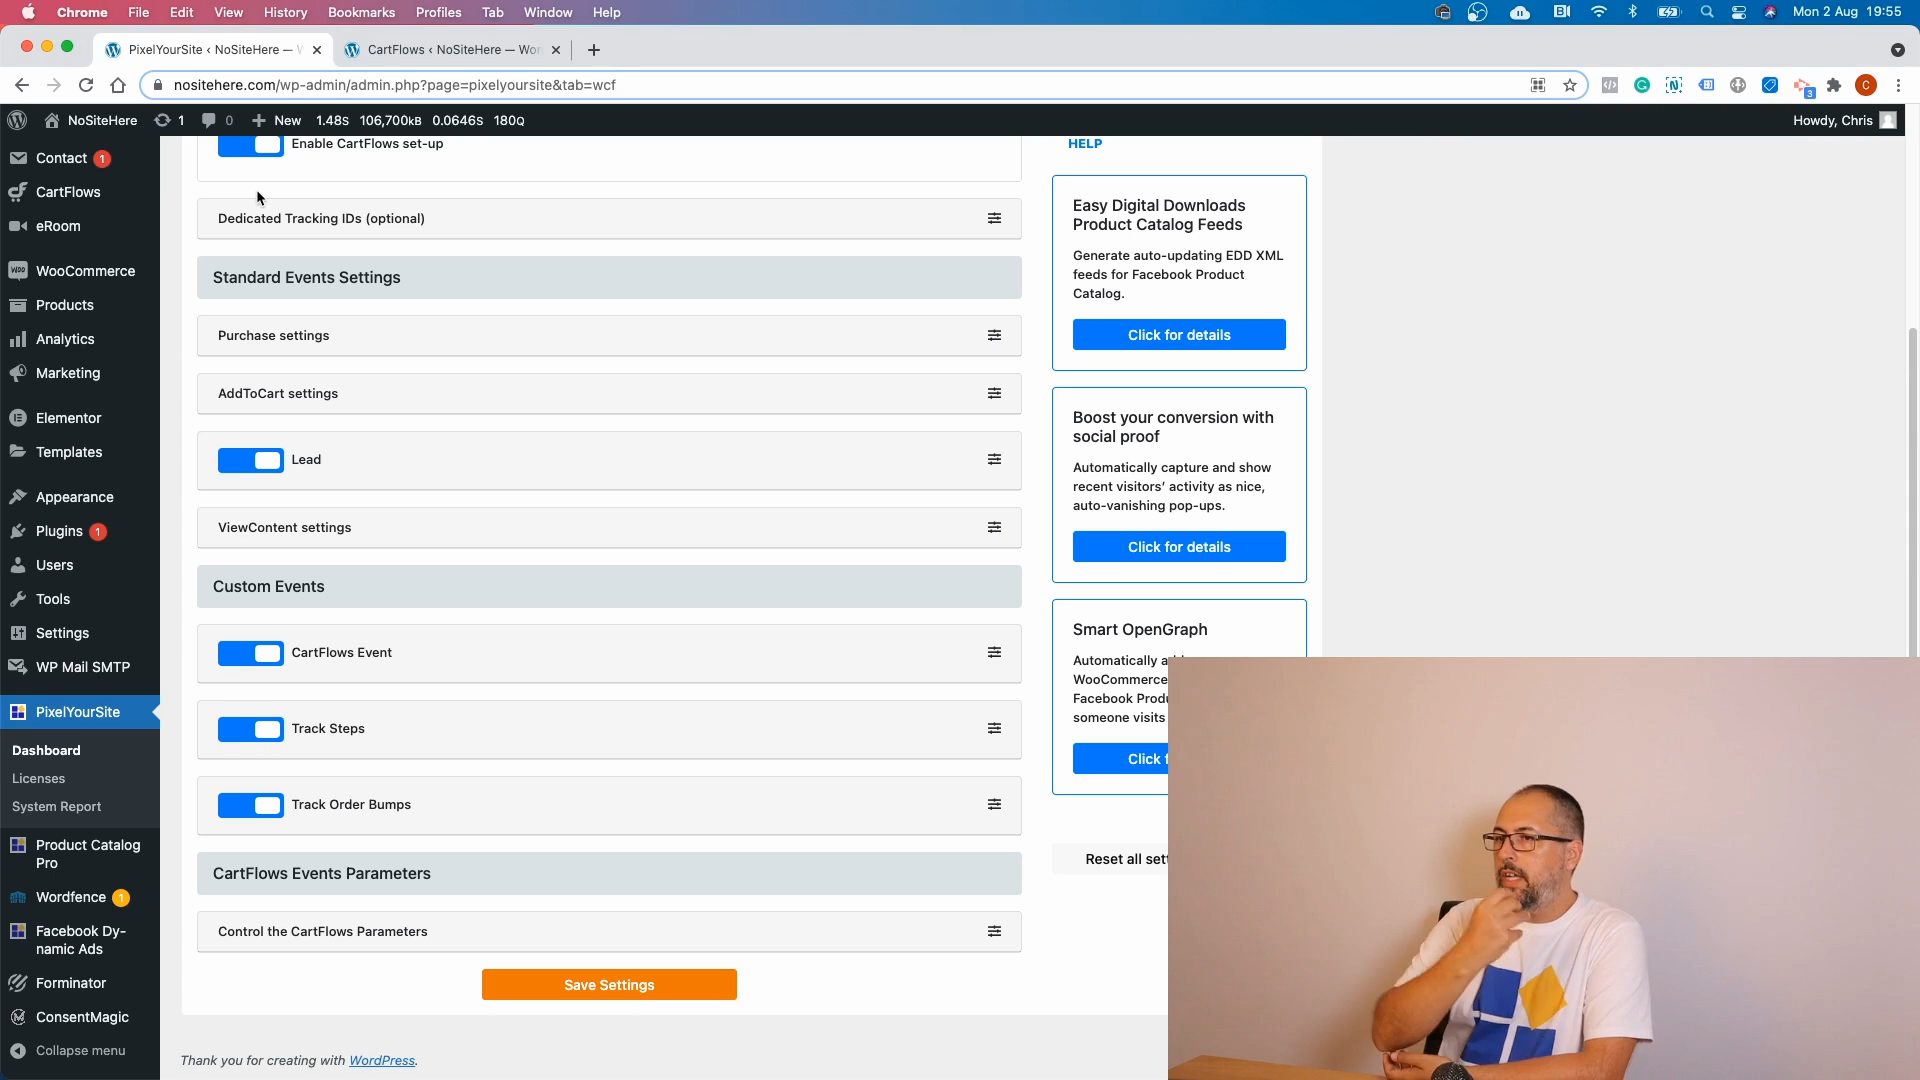 Chrome File Edit View History Bookmarks Profiles Tab Window Help
Mon 2 Aug 19:55
PixelYourSite ‹ NoSiteHere — W
CartFlows ‹ NoSiteHere — Wor
nositehere.com/wp-admin/admin.php?page=pixelyoursite&tab=wcf
3
C
NoSiteHere 1 0 New 1.48S 106,700KB 0.0646S 180Q
Howdy, Chris
Contact 1
CartFlows
eRoom
WooCommerce
Products
Analytics
Marketing
Elementor
Templates
Appearance
Plugins 1
Users
Tools
Settings
WP Mail SMTP
PixelYourSite
Dashboard
Licenses
System Report
Product Catalog
Pro
Wordfence 1
Facebook Dy-
namic Ads
Forminator
ConsentMagic
Collapse menu
Enable CartFlows set-up
Dedicated Tracking IDs (optional)
Standard Events Settings
Purchase settings
AddToCart settings
Lead
ViewContent settings
Custom Events
CartFlows Event
Track Steps
Track Order Bumps
CartFlows Events Parameters
Control the CartFlows Parameters
Save Settings
Thank you for creating with WordPress.
HELP
Easy Digital Downloads
Product Catalog Feeds
Generate auto-updating EDD XML
feeds for Facebook Product
Catalog.
Click for details
Boost your conversion with
social proof
Automatically capture and show
recent visitors’ activity as nice,
auto-vanishing pop-ups.
Click for details
Smart OpenGraph
Automatically a
WooCommerce
Facebook Prod
someone visits
Click f
Reset all set